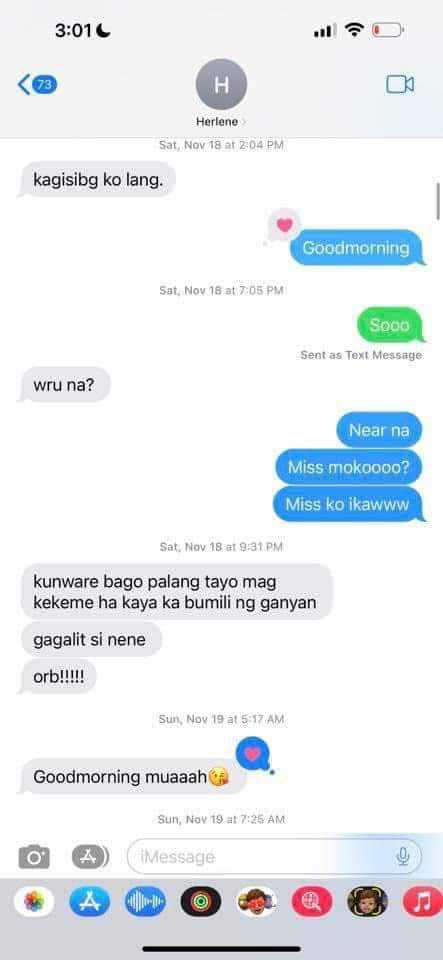 3:01
73
H
Herlene
Sat, Nov 18 at 2:04 PM
kagisibg ko lang.
Goodmorning
Sat, Nov 18 at 7:05 PM
Sooo
Sent as Text Message
wru na?
Near na
Miss mokoooo?
Miss ko ikawww
Sat, Nov 18 at 9:31 PM
kunware bago palang tayo mag
kekeme ha kaya ka bumili ng ganyan
gagalit si nene
orb!!!!!
Sun, Nov 19 at 5:17 AM
Goodmorning muaaah😘
Sun, Nov 19 at 7:25 AM
iMessage